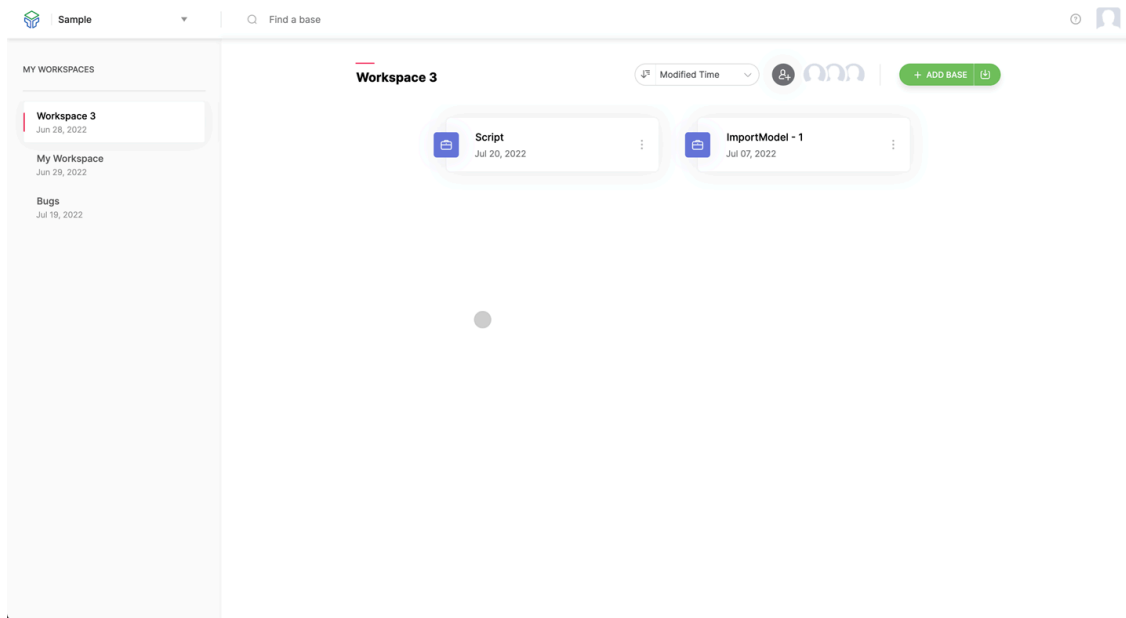 Sample
Find a base
MY WORKSPACES
Workspace 3
Jun 28, 2022
My Workspace
Jun 29, 2022
Bugs
Jul 19, 2022
Workspace 3
Modified Time
+ ADD BASE
Script
Jul 20, 2022
ImportModel - 1
Jul 07, 2022